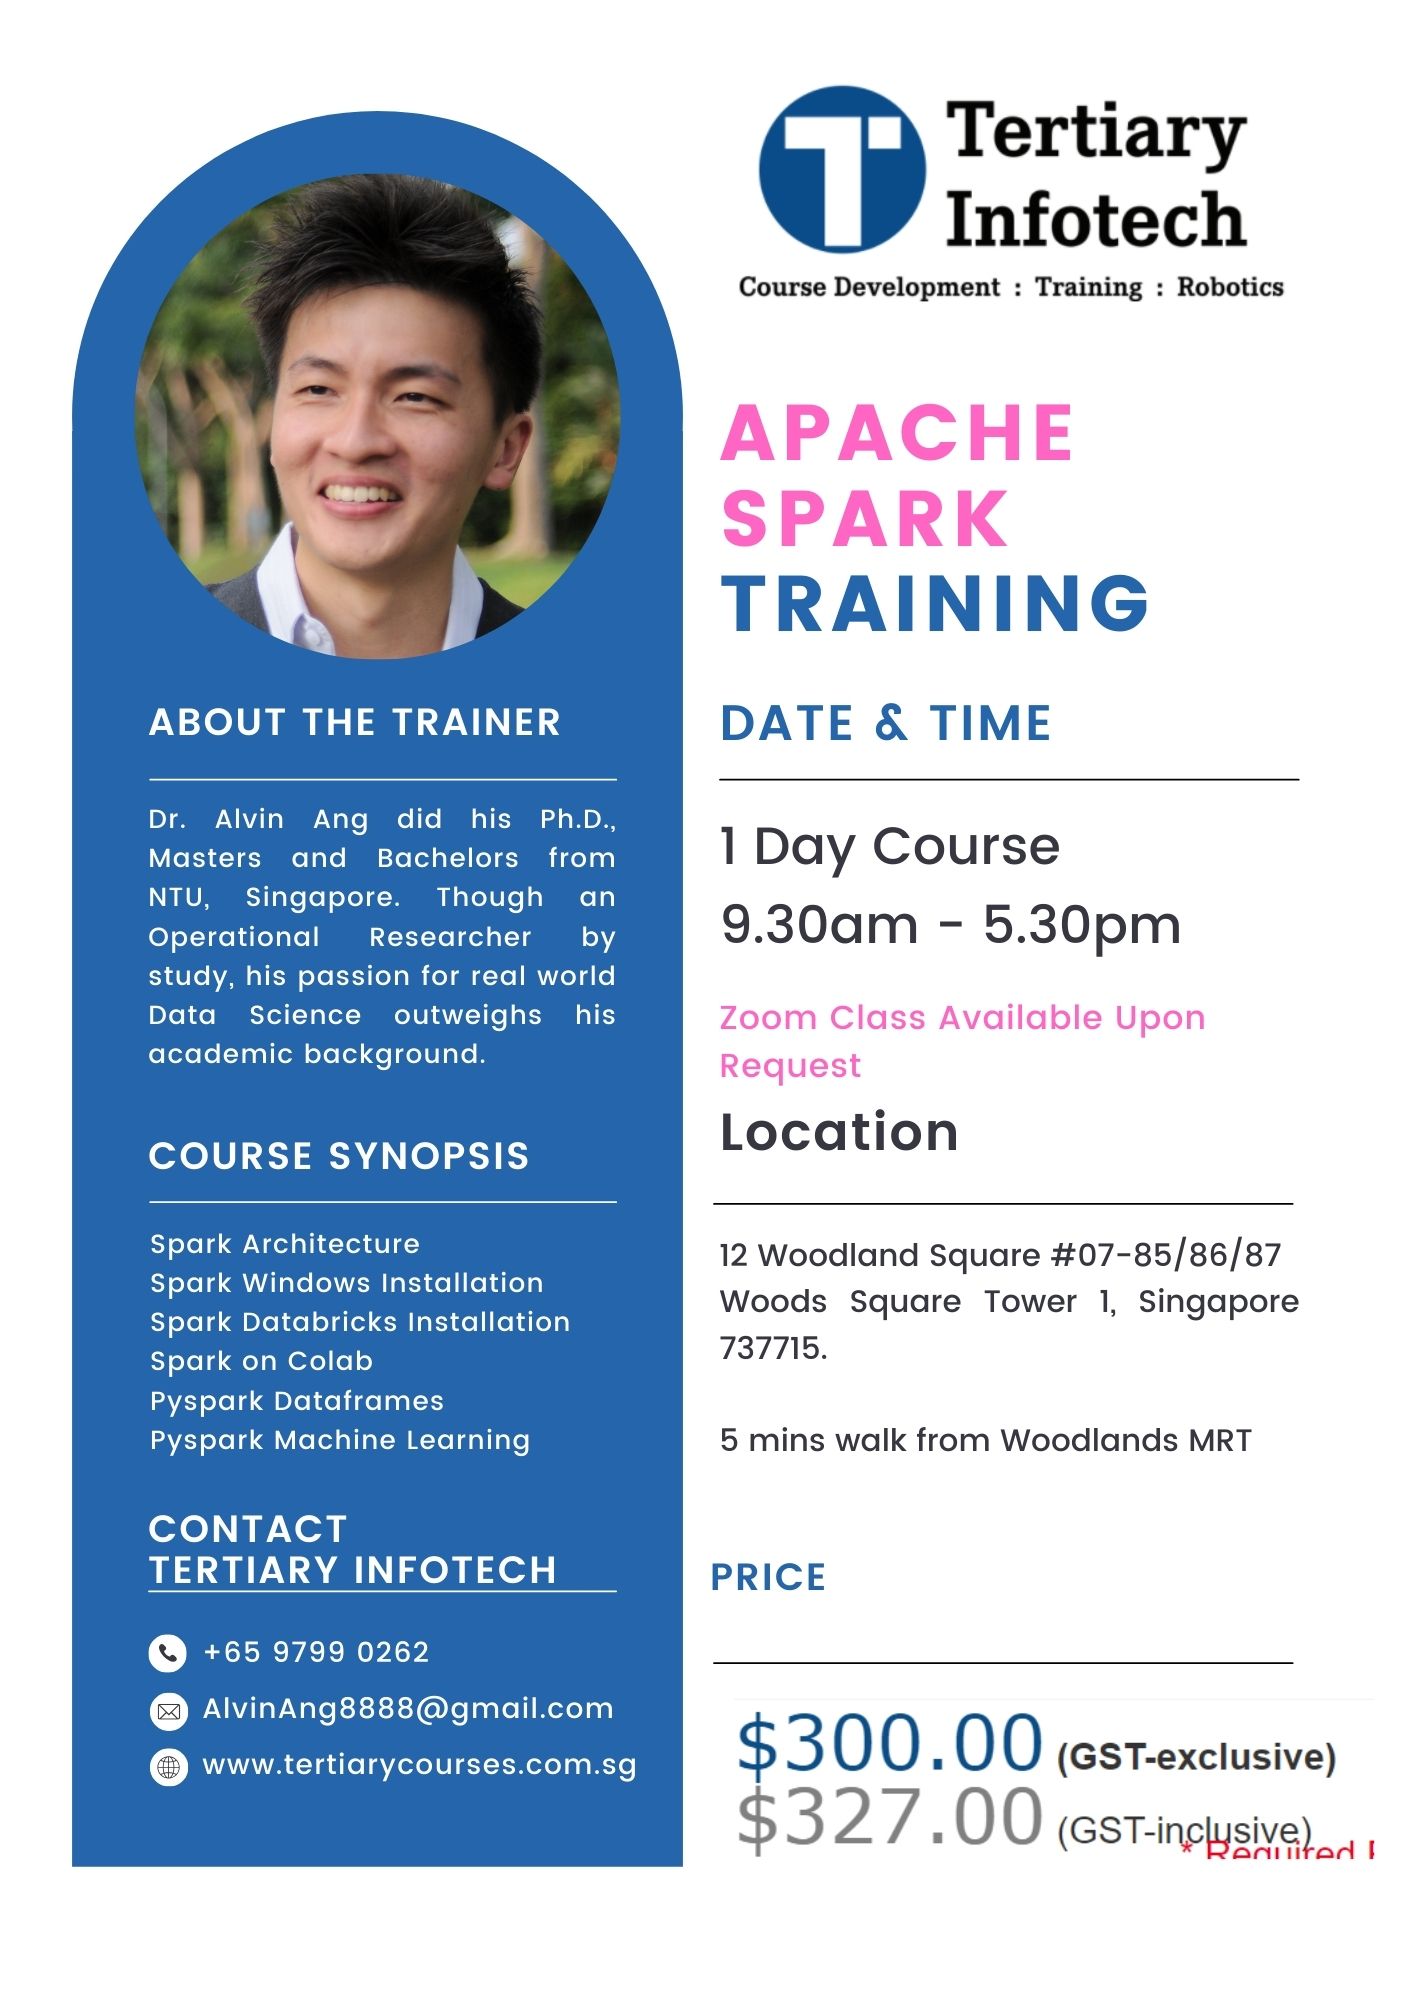 Tertiary
Infotech
Course Development : Training : Robotics
APACHE
SPARK
TRAINING
ABOUT THE TRAINER
Dr. Alvin Ang did his Ph.D.,
Masters and Bachelors from
NTU, Singapore. Though an
Operational Researcher by
study, his passion for real world
Data Science outweighs his
academic background.
COURSE SYNOPSIS
Spark Architecture
Spark Windows Installation
Spark Databricks Installation
Spark on Colab
Pyspark Dataframes
Pyspark Machine Learning
CONTACT
TERTIARY INFOTECH
+65 9799 0262
AlvinAng8888@gmail.com
www.tertiarycourses.com.sg
DATE & TIME
1 Day Course
9.30am - 5.30pm
Zoom Class Available Upon
Request
Location
12 Woodland Square #07-85/86/87
Woods Square Tower 1, Singapore
737715.
5 mins walk from Woodlands MRT
PRICE
$300.00 (GST-exclusive)
$327.00 (GST-inclusive)
* Required